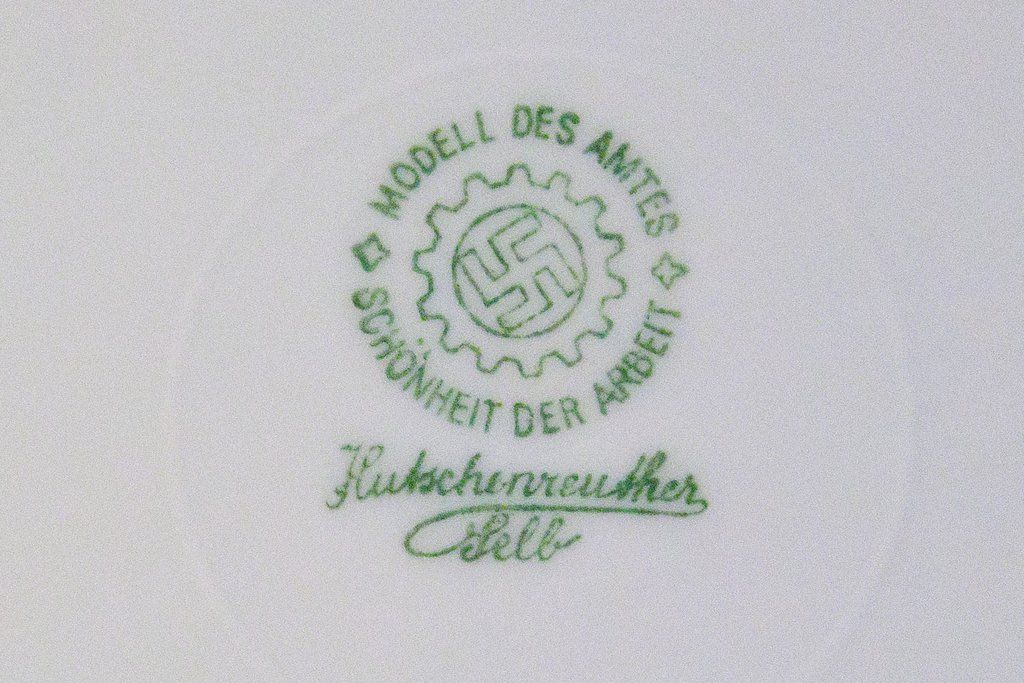 MODELL DES AMTES
SCHÖNHEIT DER ARBEIT
Hutschenreuther
Selb